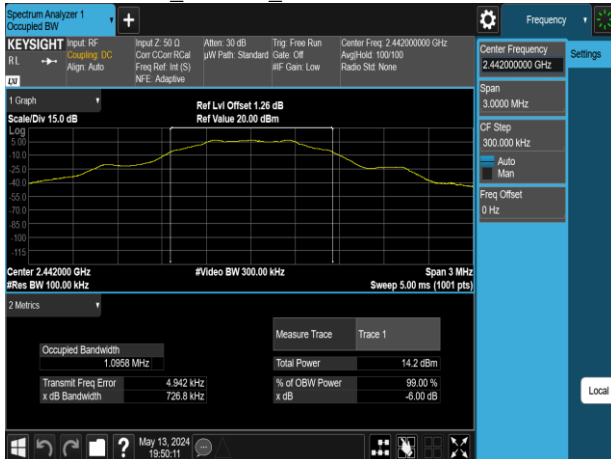 Spectrum Analyzer 1
Occupied BW
+
Frequency
KEYSIGHT
RL
LXI
Input: RF
Coupling: DC
Align: Auto
Input Z: 50 Ω
Corr CCorr RCal
Freq Ref: Int (S)
NFE: Adaptive
Atten: 30 dB
µW Path: Standard
Trig: Free Run
Gate: Off
#IF Gain: Low
Center Freq: 2.442000000 GHz
Avg|Hold: 100/100
Radio Std: None
Center Frequency
2.442000000 GHz
Settings
Span
3.0000 MHz
CF Step
300.000 kHz
Auto
Man
Freq Offset
0 Hz
Local
1 Graph
Scale/Div 15.0 dB
Ref Lvl Offset 1.26 dB
Ref Value 20.00 dBm
Log
5.00
-10.0
-25.0
-40.0
-55.0
-70.0
-85.0
-100
-115
Center 2.442000 GHz
#Res BW 100.00 kHz
#Video BW 300.00 kHz
Span 3 MHz
Sweep 5.00 ms (1001 pts)
2 Metrics
Measure Trace Trace 1
Occupied Bandwidth
1.0958 MHz
Total Power 14.2 dBm
Transmit Freq Error 4.942 kHz
% of OBW Power 99.00 %
x dB Bandwidth 726.8 kHz
x dB -6.00 dB
?
May 13, 2024
19:50:11